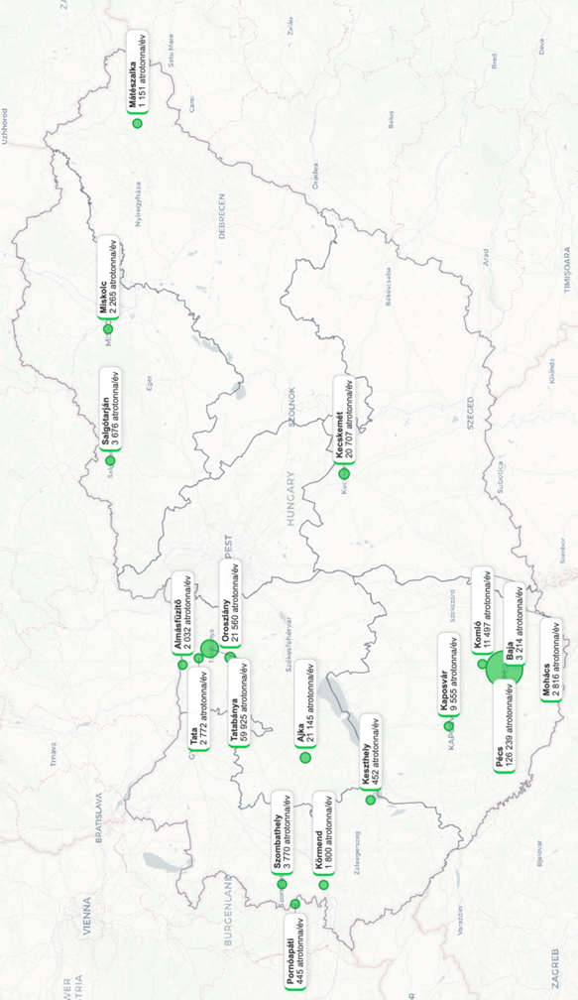 Uzhhorod
Satu Mare
Zalău
Mátészalka
1 151 atrotonna/év
Carei
Brad
Deva
Beiuș
Oradea
Nyíregyháza
DEBRECEN
Miskolc
2 265 atrotonna/év
Arad
TIMIȘOARA
Békéscsaba
Salgótarján
3 676 atrotonna/év
Eger
SZOLNOK
Kecskemét
20 707 atrotonna/év
SZEGED
Kikinda
Subotica
HUNGARY
PEST
Sombor
Almásfüzitő
2 032 atrotonna/év
Oroszlány
21 560 atrotonna/év
Tata
2 772 atrotonna/év
Tatabánya
59 925 atrotonna/év
Székesfehérvár
Szekszárd
Komló
11 497 atrotonna/év
Baja
3 214 atrotonna/év
Mohács
2 816 atrotonna/év
Kaposvár
9 555 atrotonna/év
Pécs
126 239 atrotonna/év
Ajka
21 145 atrotonna/év
Keszthely
452 atrotonna/év
Trnava
BRATISLAVA
Szombathely
3 770 atrotonna/év
Körmend
1 800 atrotonna/év
Zalaegerszeg
Pornóapáti
445 atrotonna/év
VIENNA
BURGENLAND
Varaždin
Bjelovar
ZAGREB